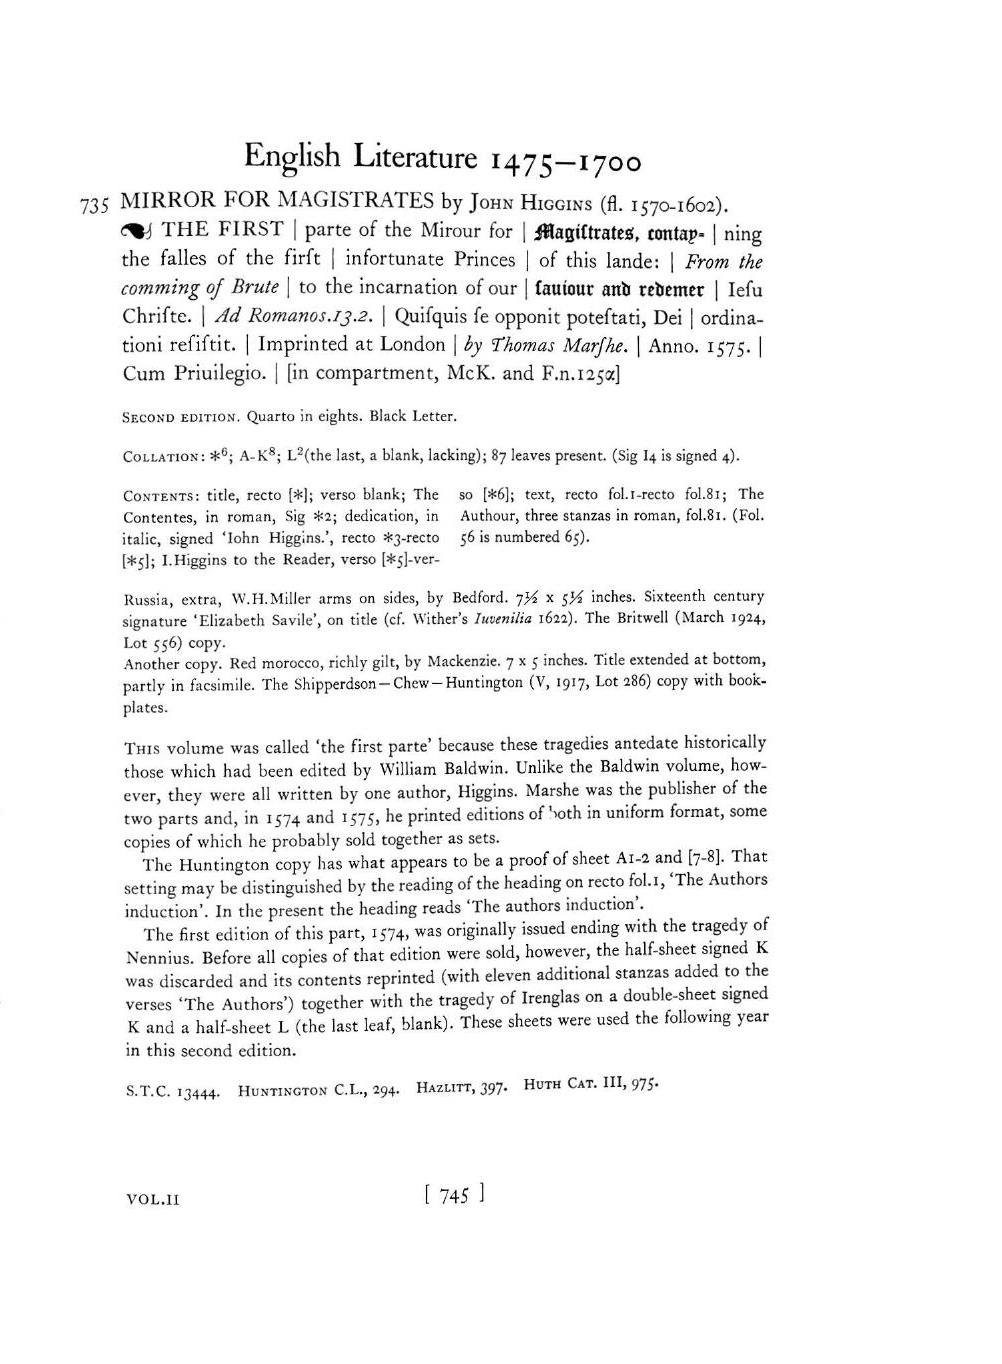 English Literature 1475–1700
735 MIRROR FOR MAGISTRATES by John Higgins (fl. 1570-1602).
❧ THE FIRST | parte of the Mirour for | Magiſtrates, contap= | ning
the falles of the firſt | infortunate Princes | of this lande: | From the
comming of Brute | to the incarnation of our | ſauiour and redemer | Ieſu
Chriſte. | Ad Romanos.13.2. | Quiſquis ſe opponit poteſtati, Dei | ordina-
tioni reſiſtit. | Imprinted at London | by Thomas Marſhe. | Anno. 1575. |
Cum Priuilegio. | [in compartment, McK. and F.n.125α]
Second edition. Quarto in eights. Black Letter.
Collation: *⁶; A-K⁸; L²(the last, a blank, lacking); 87 leaves present. (Sig I4 is signed 4).
Contents: title, recto [*]; verso blank; The
Contentes, in roman, Sig *2; dedication, in
italic, signed ‘Iohn Higgins.’, recto *3-recto
[*5]; I.Higgins to the Reader, verso [*5]-ver-
so [*6]; text, recto fol.1-recto fol.81; The
Authour, three stanzas in roman, fol.81. (Fol.
56 is numbered 65).
Russia, extra, W.H.Miller arms on sides, by Bedford. 7½ x 5½ inches. Sixteenth century
signature ‘Elizabeth Savile’, on title (cf. Wither’s Iuvenilia 1622). The Britwell (March 1924,
Lot 556) copy.
Another copy. Red morocco, richly gilt, by Mackenzie. 7 x 5 inches. Title extended at bottom,
partly in facsimile. The Shipperdson—Chew—Huntington (V, 1917, Lot 286) copy with book-
plates.
This volume was called ‘the first parte’ because these tragedies antedate historically
those which had been edited by William Baldwin. Unlike the Baldwin volume, how-
ever, they were all written by one author, Higgins. Marshe was the publisher of the
two parts and, in 1574 and 1575, he printed editions of both in uniform format, some
copies of which he probably sold together as sets.
The Huntington copy has what appears to be a proof of sheet A1-2 and [7-8]. That
setting may be distinguished by the reading of the heading on recto fol.1, ‘The Authors
induction’. In the present the heading reads ‘The authors induction’.
The first edition of this part, 1574, was originally issued ending with the tragedy of
Nennius. Before all copies of that edition were sold, however, the half-sheet signed K
was discarded and its contents reprinted (with eleven additional stanzas added to the
verses ‘The Authors’) together with the tragedy of Irenglas on a double-sheet signed
K and a half-sheet L (the last leaf, blank). These sheets were used the following year
in this second edition.
S.T.C. 13444. Huntington C.L., 294. Hazlitt, 397. Huth Cat. III, 975.
VOL.II
[ 745 ]